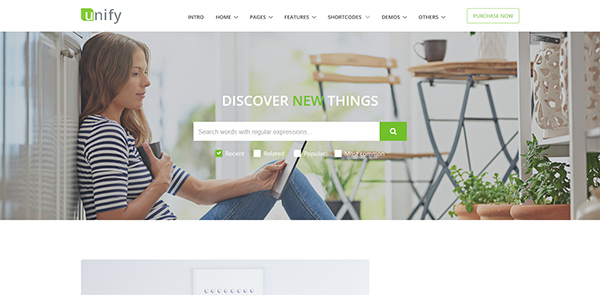 unify
INTRO HOME PAGES FEATURES SHORTCODES DEMOS OTHERS PURCHASE NOW
DISCOVER NEW THINGS
Search words with regular expressions...
Recent Related Popular Most common